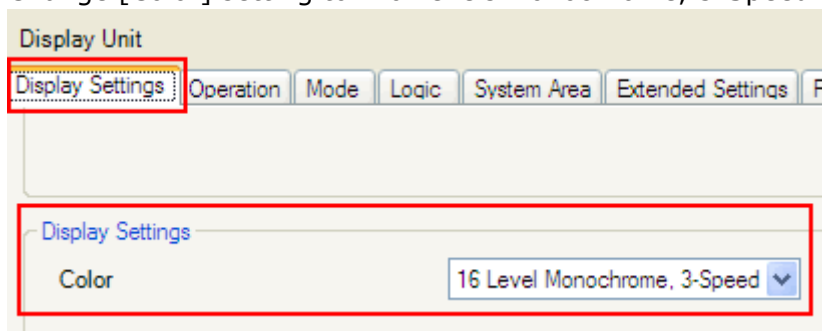 Display Unit
Display Settings Operation Mode Logic System Area Extended Settings
Display Settings
Color 16 Level Monochrome, 3-Speed